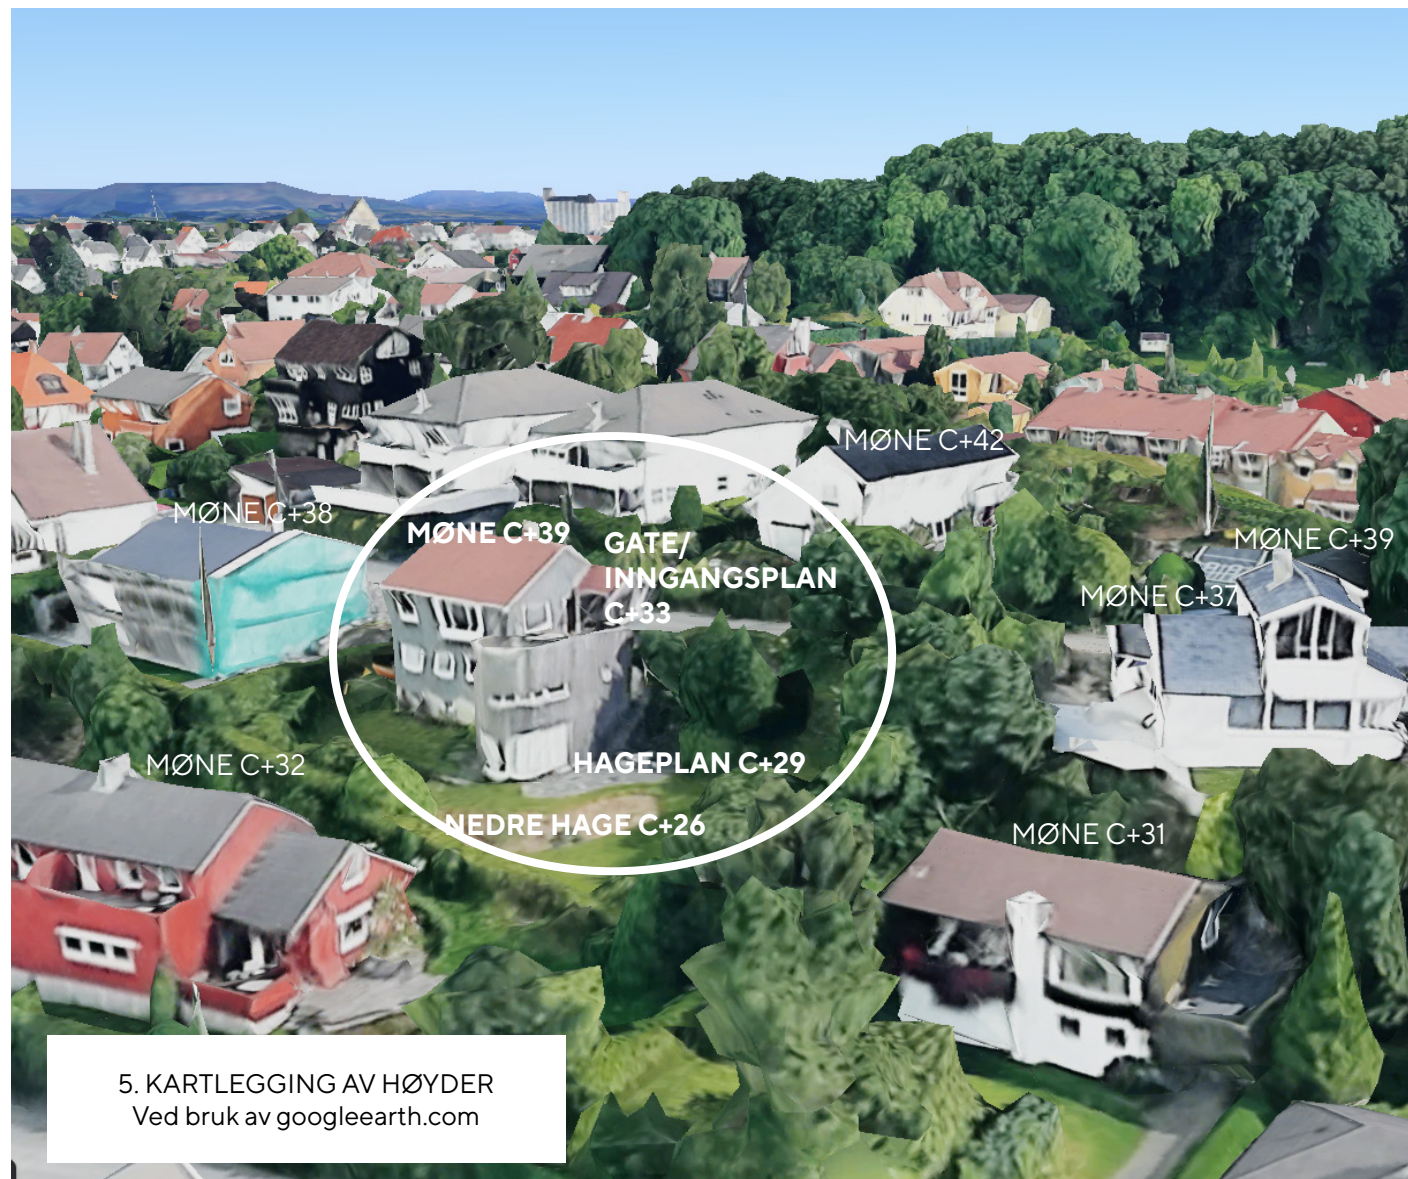 MØNE C+42
MØNE C+38
MØNE C+39
GATE/
INNGANGSPLAN
C+33
MØNE C+39
MØNE C+37
MØNE C+32
HAGEPLAN C+29
NEDRE HAGE C+26
MØNE C+31
5. KARTLEGGING AV HØYDER
Ved bruk av googleearth.com